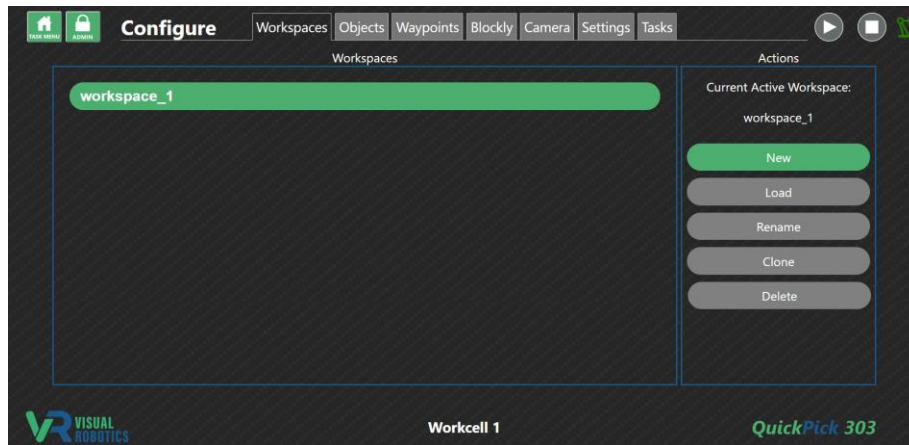 TASK MENU
ADMIN
Configure
Workspaces Objects Waypoints Blockly Camera Settings Tasks
Workspaces
workspace_1
Actions
Current Active Workspace:
workspace_1
New
Load
Rename
Clone
Delete
VR VISUAL
ROBOTICS
Workcell 1
QuickPick 303